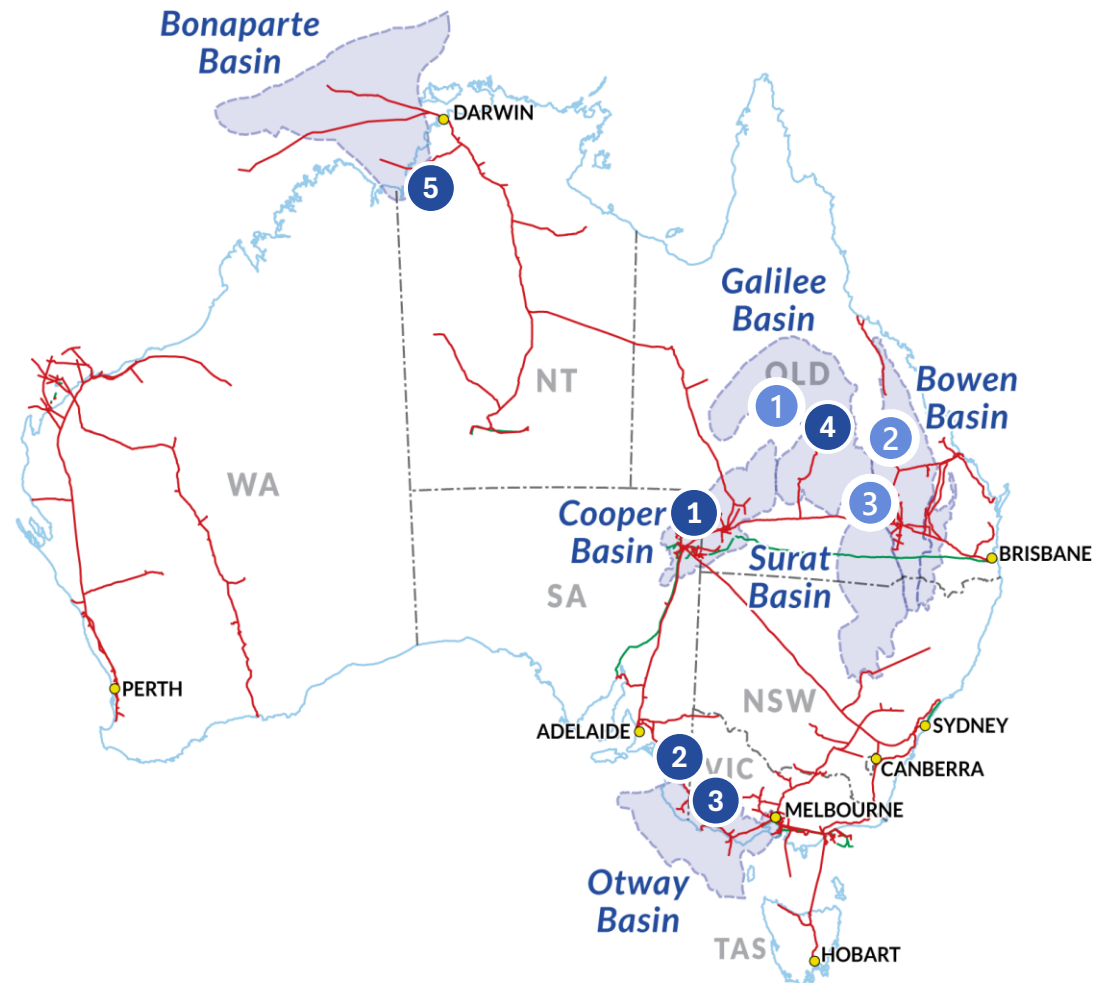 Bonaparte
Basin
DARWIN
5
Galilee
Basin
QLD
NT
Bowen
Basin
1
4
2
WA
3
Cooper
Basin
1
Surat
Basin
BRISBANE
SA
PERTH
NSW
ADELAIDE
SYDNEY
2
VIC
CANBERRA
3
MELBOURNE
Otway
Basin
TAS
HOBART